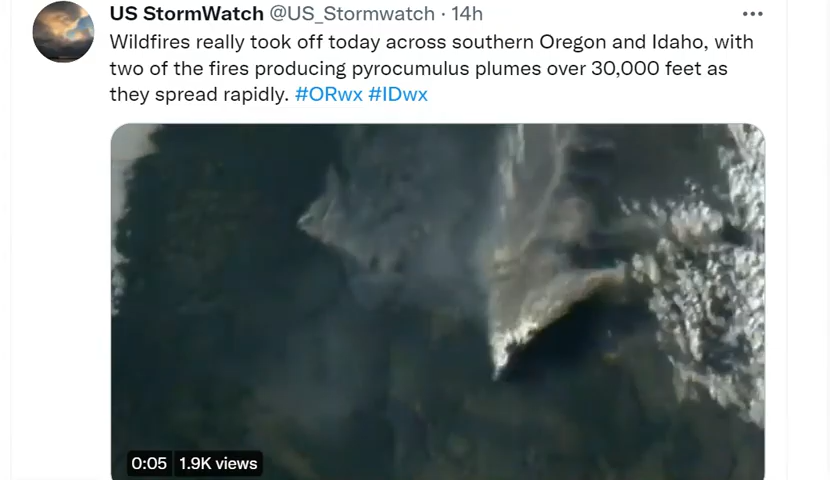 US StormWatch @US_Stormwatch · 14h
Wildfires really took off today across southern Oregon and Idaho, with
two of the fires producing pyrocumulus plumes over 30,000 feet as
they spread rapidly. #ORwx #IDwx
0:05 1.9K views